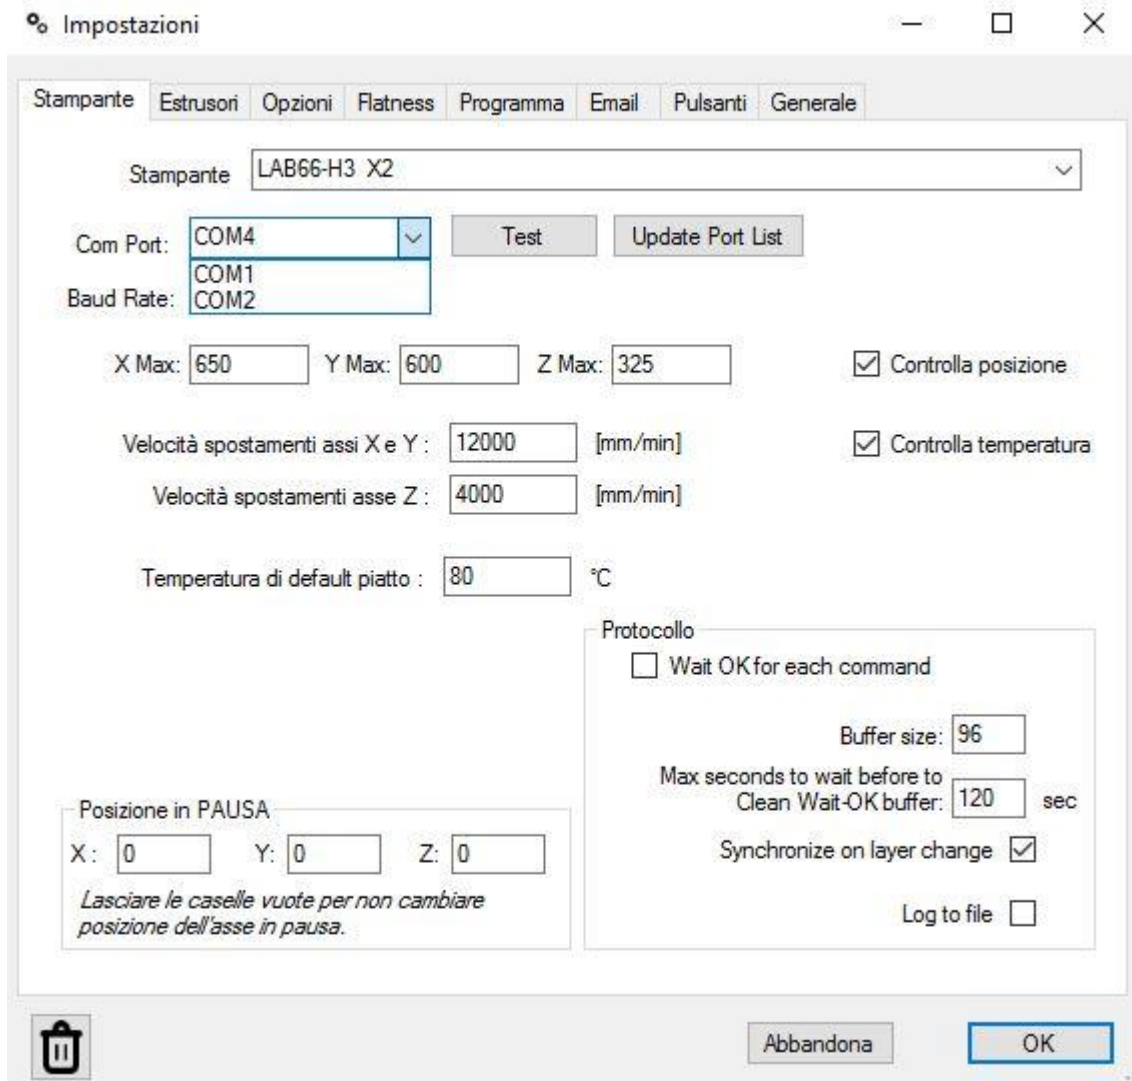 Impostazioni
Stampante Estrusori Opzioni Flatness Programma Email Pulsanti Generale
Stampante LAB66-H3 X2
Com Port: COM4 Test Update Port List
COM1
Baud Rate: COM2
X Max: 650 Y Max: 600 Z Max: 325 Controlla posizione
Velocità spostamenti assi X e Y : 12000 [mm/min] Controlla temperatura
Velocità spostamenti asse Z : 4000 [mm/min]
Temperatura di default piatto : 80 °C
Protocollo
Wait OK for each command
Buffer size: 96
Max seconds to wait before to
Clean Wait-OK buffer: 120 sec
Synchronize on layer change
Log to file
Posizione in PAUSA
X : 0 Y: 0 Z: 0
Lasciare le caselle vuote per non cambiare
posizione dell'asse in pausa.
Abbandona OK